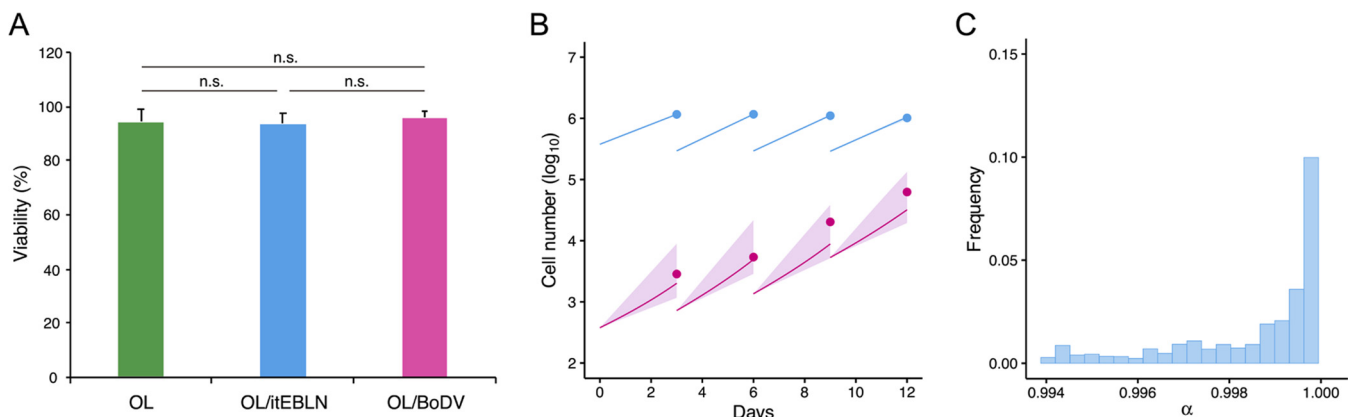 A
Viability (%)
120
100
80
60
40
20
0
n.s.
n.s.
n.s.
OL
OL/itEBLN
OL/BoDV
B
Cell number (log10)
7
6
5
4
3
2
0
2
4
6
8
10
12
Days
C
Frequency
0.15
0.10
0.05
0.00
0.994
0.996
0.998
1.000
α